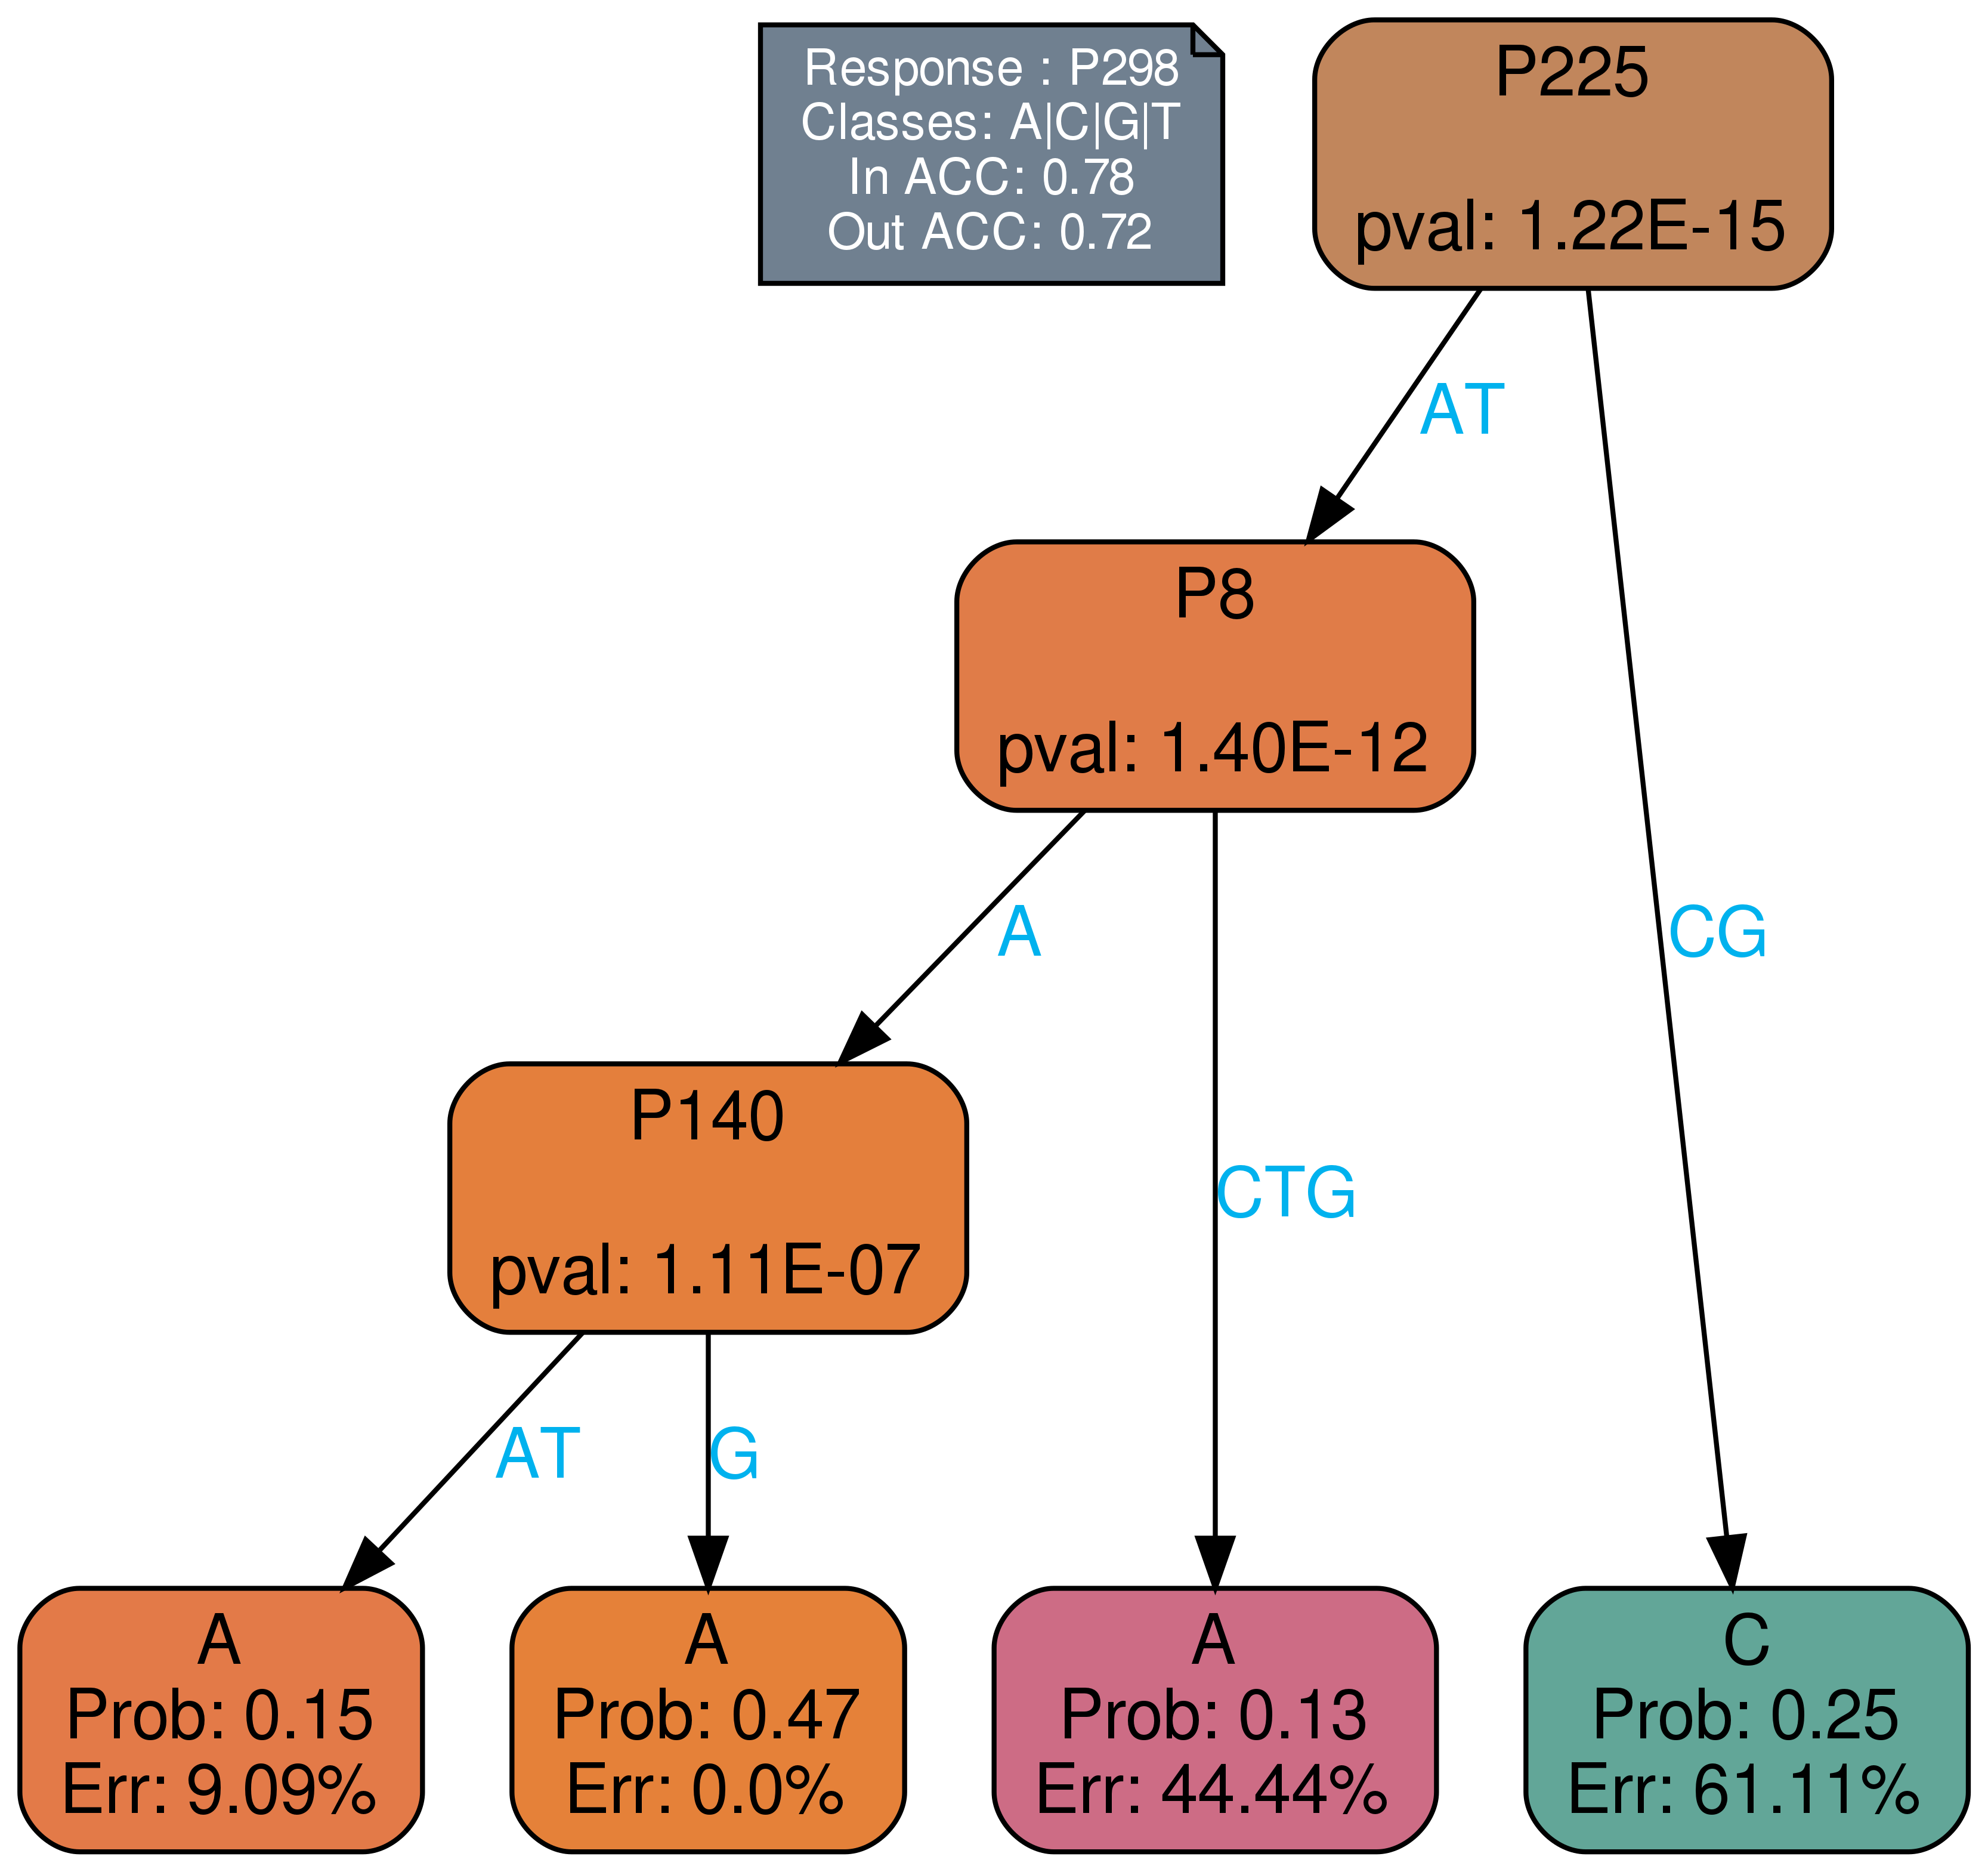 Response : P298
Classes: A|C|G|T
In ACC: 0.78
Out ACC: 0.72
P225
pval: 1.22E-15
AT
P8
pval: 1.40E-12
A
CG
P140
pval: 1.11E-07
CTG
AT
G
A
Prob: 0.15
Err: 9.09%
A
Prob: 0.47
Err: 0.0%
A
Prob: 0.13
Err: 44.44%
C
Prob: 0.25
Err: 61.11%